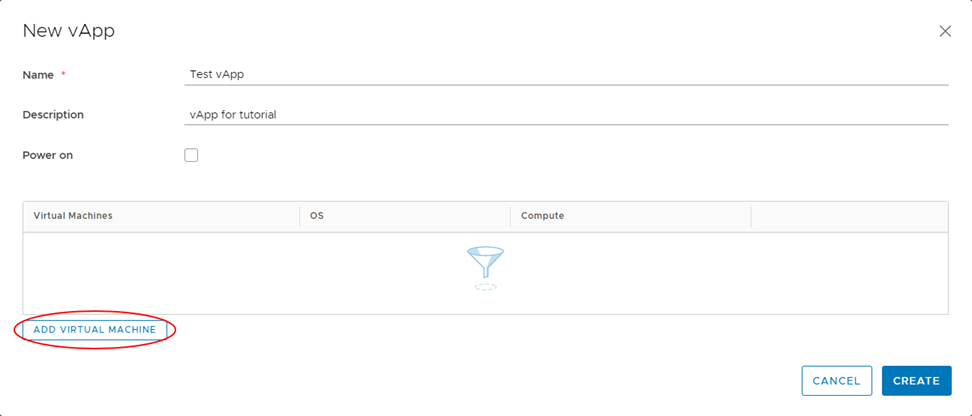 New vApp
Name *
Test vApp
Description
vApp for tutorial
Power on
Virtual Machines OS Compute
ADD VIRTUAL MACHINE
CANCEL CREATE